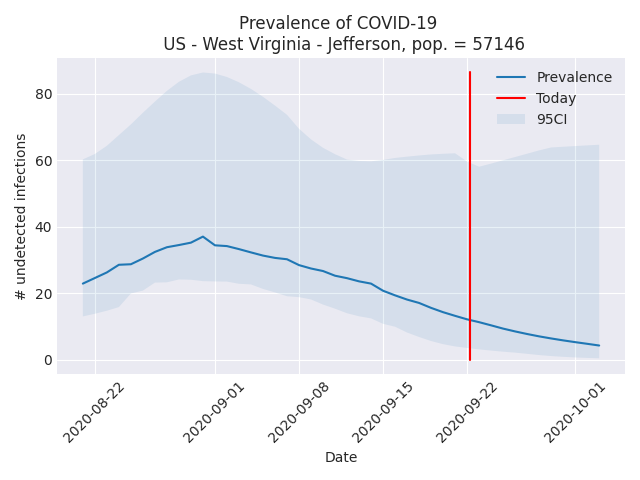 Prevalence of COVID-19
US - West Virginia - Jefferson, pop. = 57146
Prevalence
Today
95CI
# undetected infections
80
60
40
20
0
2020-08-22
2020-09-01
2020-09-08
2020-09-15
2020-09-22
2020-10-01
Date